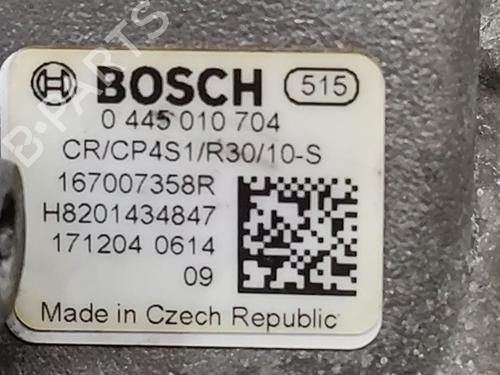 BOSCH 515
0 445 010 704
CR/CP4S1/R30/10-S
167007358R
H8201434847
171204 0614
09
Made in Czech Republic
B-PARTS